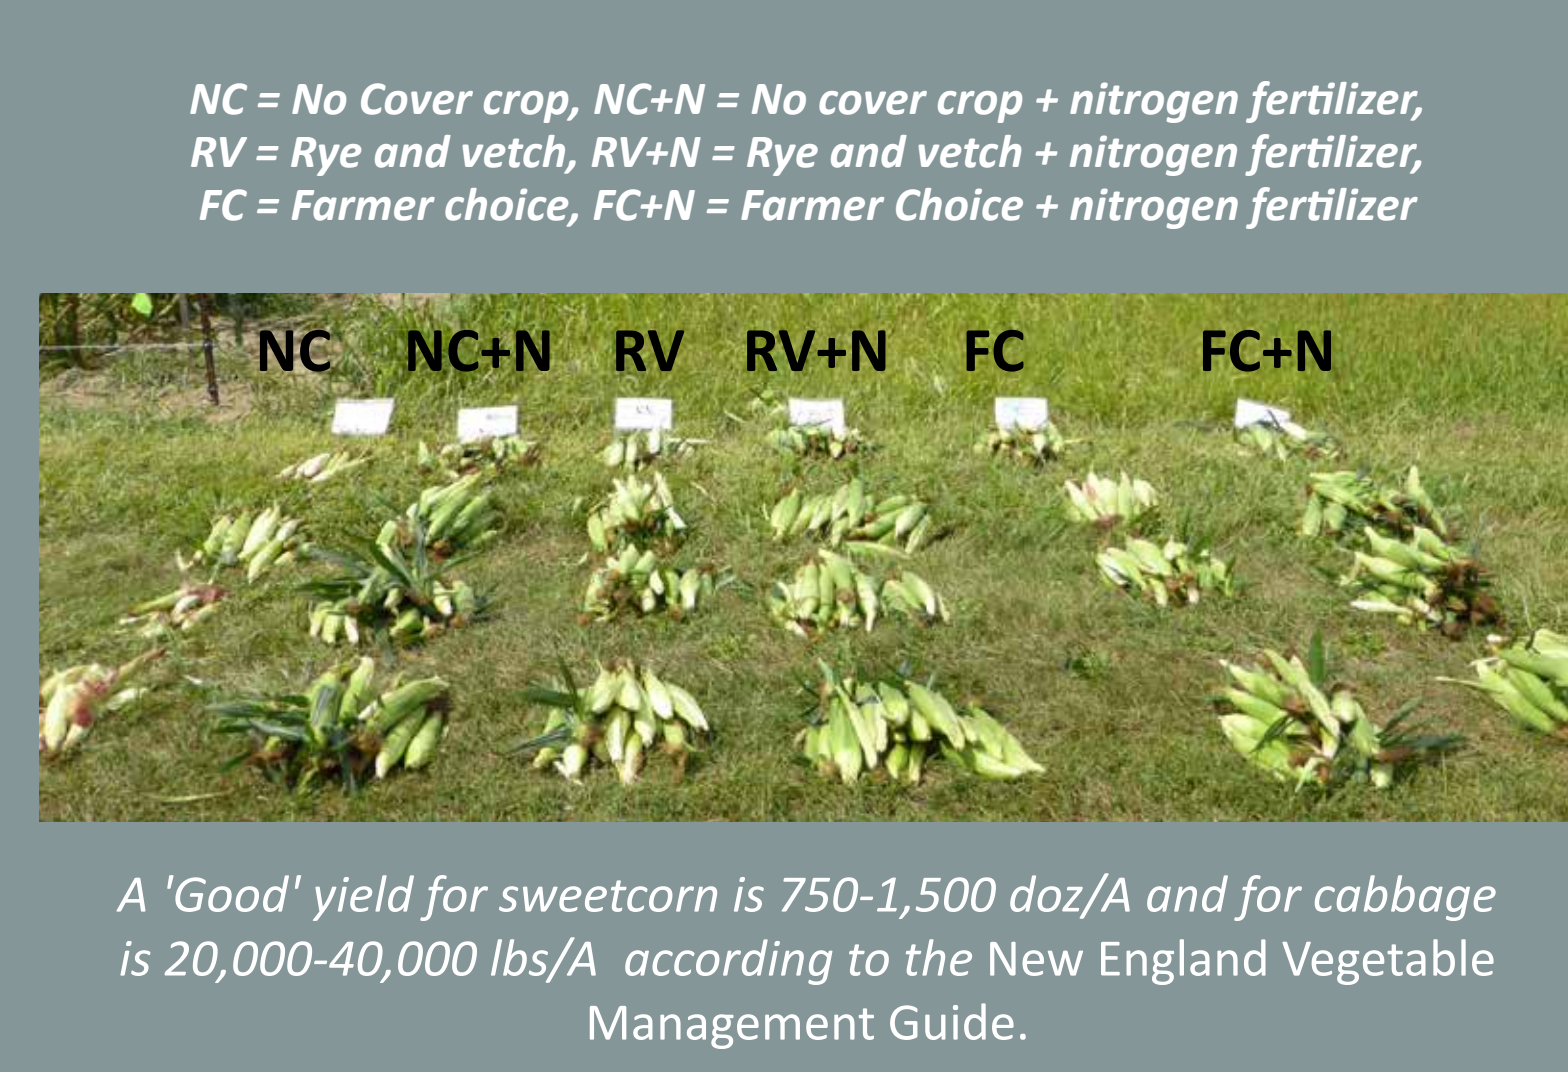 NC = No Cover crop, NC+N = No cover crop + nitrogen fertilizer,
RV = Rye and vetch, RV+N = Rye and vetch + nitrogen fertilizer,
FC = Farmer choice, FC+N = Farmer Choice + nitrogen fertilizer
NC NC+N RV RV+N FC FC+N
A 'Good' yield for sweetcorn is 750-1,500 doz/A and for cabbage
is 20,000-40,000 lbs/A according to the New England Vegetable
Management Guide.